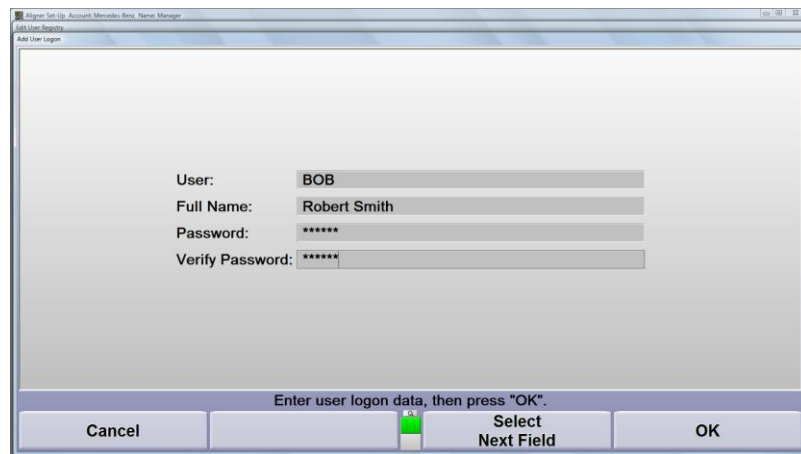 Aligner Set-Up Account: Mercedes-Benz Name: Manager
Edit User Registry
Add User Logon
User: BOB
Full Name: Robert Smith
Password: ******
Verify Password: ******
Enter user logon data, then press "OK".
Cancel
Select
Next Field
OK